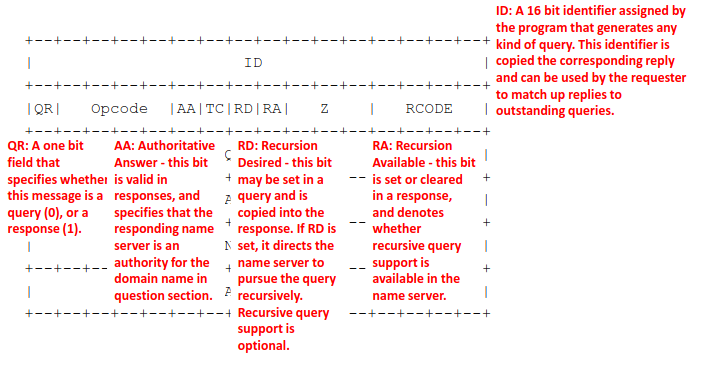 ID: A 16 bit identifier assigned by
the program that generates any
kind of query. This identifier is
copied the corresponding reply
and can be used by the requester
to match up replies to
outstanding queries.
+--+--+--+--+--+--+--+--+--+--+--+--+--+--+--+--+
| ID |
+--+--+--+--+--+--+--+--+--+--+--+--+--+--+--+--+
|QR| Opcode |AA|TC|RD|RA| Z | RCODE |
+--+--+--+--+--+--+--+--+--+--+--+--+--+--+--+--+
QR: A one bit
field that
specifies whether
this message is a
query (0), or a
response (1).
AA: Authoritative
Answer - this bit
is valid in
responses, and
specifies that the
responding name
server is an
authority for the
domain name in
question section.
RD: Recursion
Desired - this bit
may be set in a
query and is
copied into the
response. If RD is
set, it directs the
name server to
pursue the query
recursively.
Recursive query
support is
optional.
RA: Recursion
Available - this bit
is set or cleared
in a response,
and denotes
whether
recursive query
support is
available in the
name server.